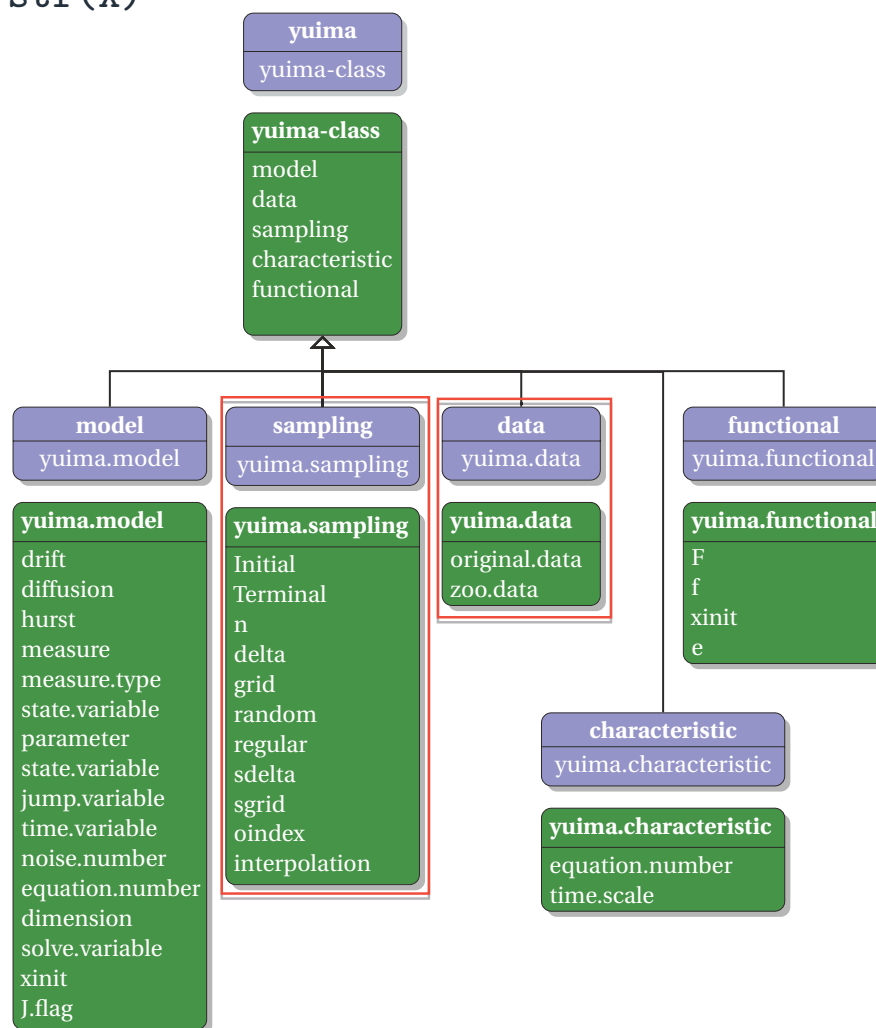 str(X)
yuima
yuima-class
yuima-class
model
data
sampling
characteristic
functional
model
yuima.model
sampling
yuima.sampling
data
yuima.data
functional
yuima.functional
yuima.model
drift
diffusion
hurst
measure
measure.type
state.variable
parameter
state.variable
jump.variable
time.variable
noise.number
equation.number
dimension
solve.variable
xinit
J.flag
yuima.sampling
Initial
Terminal
n
delta
grid
random
regular
sdelta
sgrid
oindex
interpolation
yuima.data
original.data
zoo.data
yuima.functional
F
f
xinit
e
characteristic
yuima.characteristic
yuima.characteristic
equation.number
time.scale